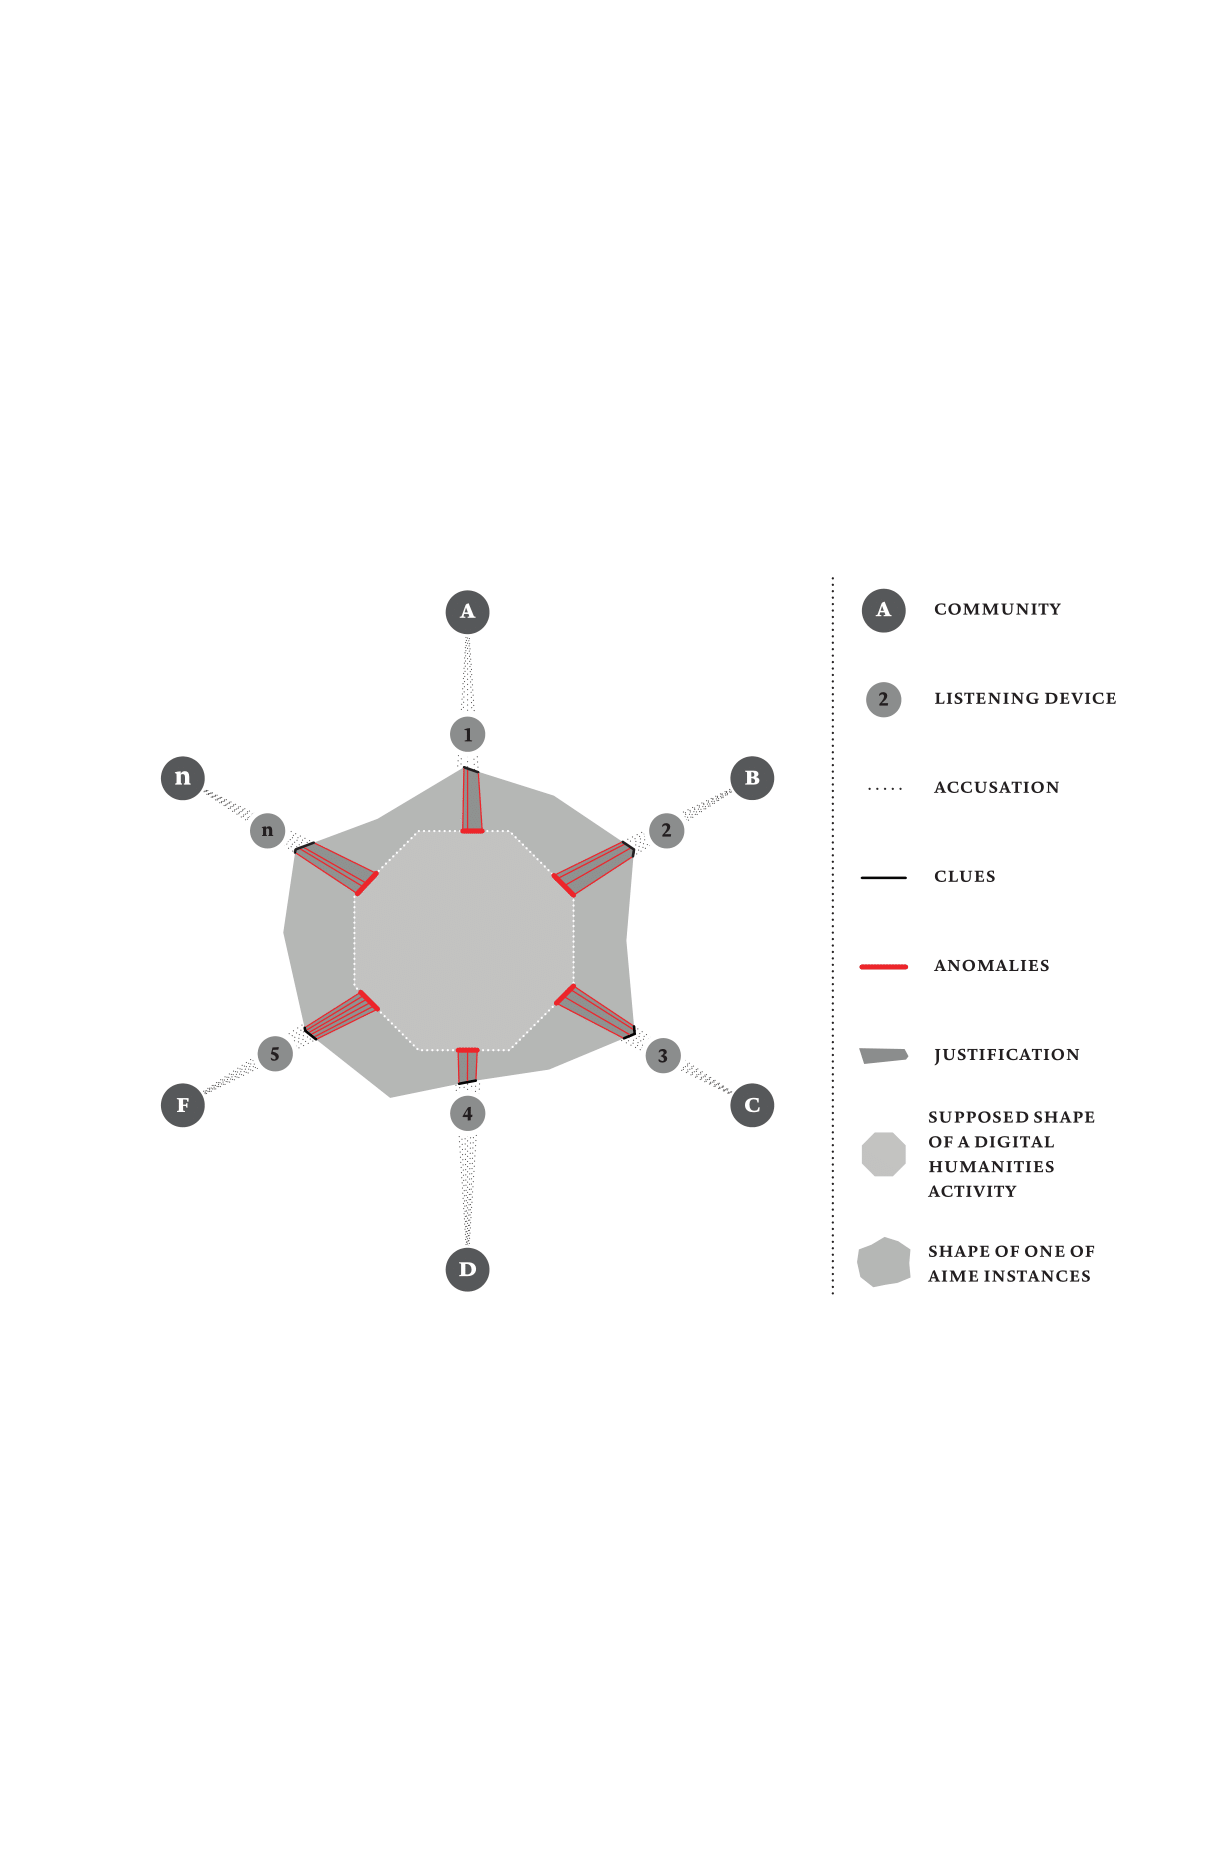 A
1
n
B
n
2
5
3
F
4
C
D
A COMMUNITY
2 LISTENING DEVICE
ACCUSATION
CLUES
ANOMALIES
JUSTIFICATION
SUPPOSED SHAPE
OF A DIGITAL
HUMANITIES
ACTIVITY
SHAPE OF ONE OF
AIME INSTANCES